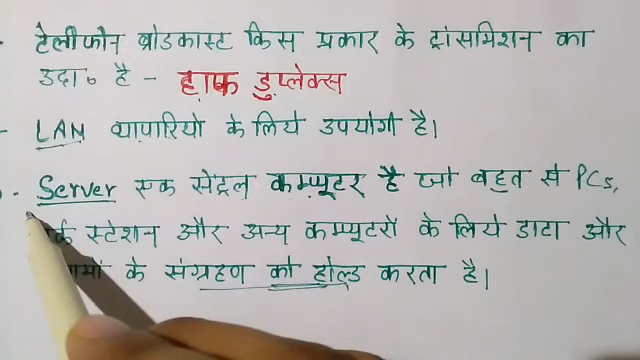 - टेलीफोन ब्रोडकास्ट किस प्रकार के ट्रांसमिशन का
उदा० है - हाफ डुप्लेक्स
- LAN व्यापारियो के लिये उपयोगी है।
- Server एक सेंट्रल कम्प्यूटर है जो बहुत से PCs,
स्टेशन और अन्य कम्प्यूटरों के लिये डाटा और
के संग्रहण को होल्ड करता है।